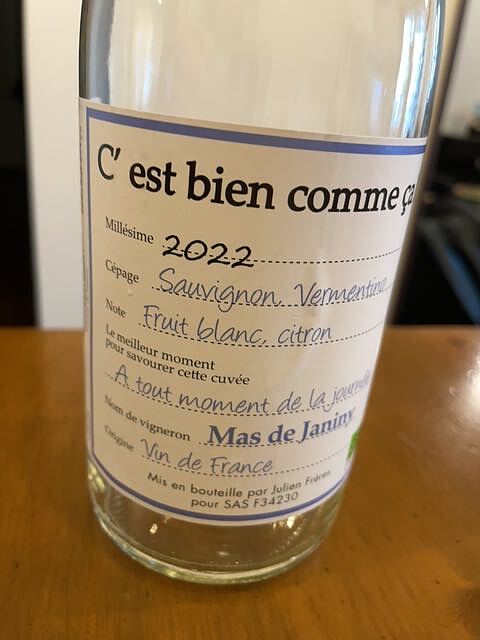 C' est bien comme ça
Millésime 2022
Cépage Sauvignon, Vermentino
Note Fruit blanc, citron
Le meilleur moment
pour savourer cette cuvée
A tout moment de la journée
Nom de vigneron Mas de Janiny
Origine Vin de France
Mis en bouteille par Julien Frères
pour SAS F34230